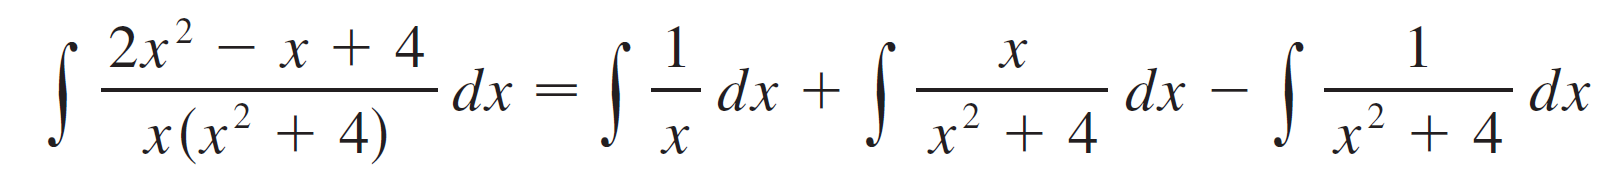 ∫ (2x² − x + 4)/(x(x² + 4)) dx = ∫ 1/x dx + ∫ x/(x² + 4) dx − ∫ 1/(x² + 4) dx